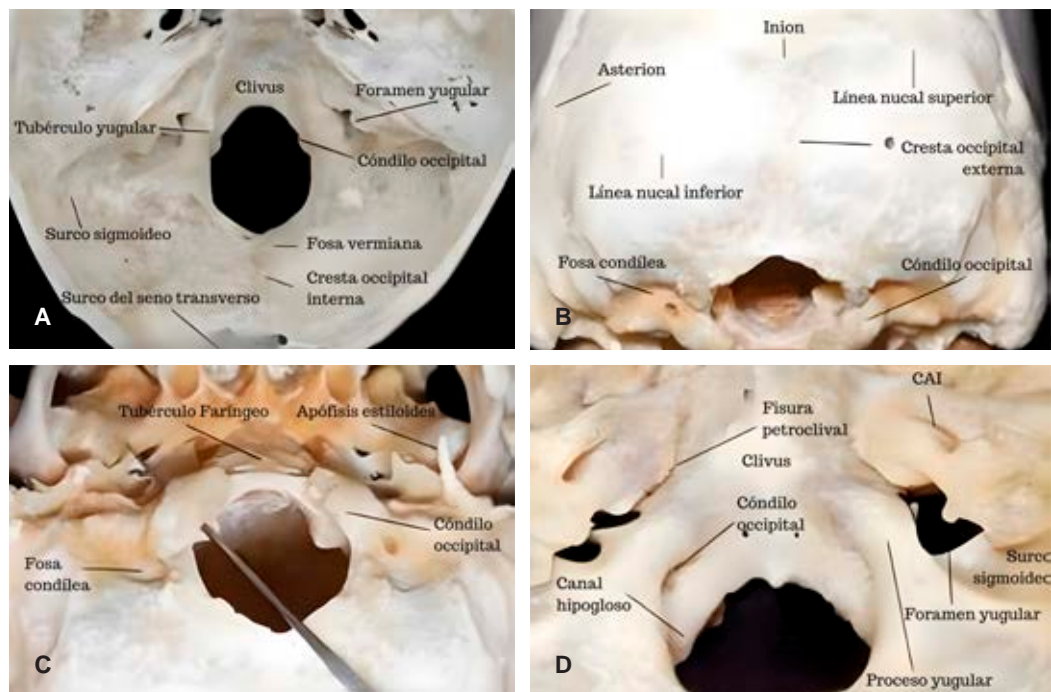 Clivus
Foramen yugular
Tubérculo yugular
Cóndilo occipital
Surco sigmoideo
Fosa vermiana
Cresta occipital
interna
Surco del seno transverso
A
Inion
Asterion
Línea nucal superior
Cresta occipital
externa
Línea nucal inferior
Fosa condílea
Cóndilo occipital
B
Tubérculo Faríngeo
Apófisis estiloides
Cóndilo
occipital
Fosa
condílea
C
CAI
Fisura
petroclival
Clivus
Cóndilo
occipital
Surco
sigmoideo
Canal
hipogloso
Foramen yugular
Proceso yugular
D